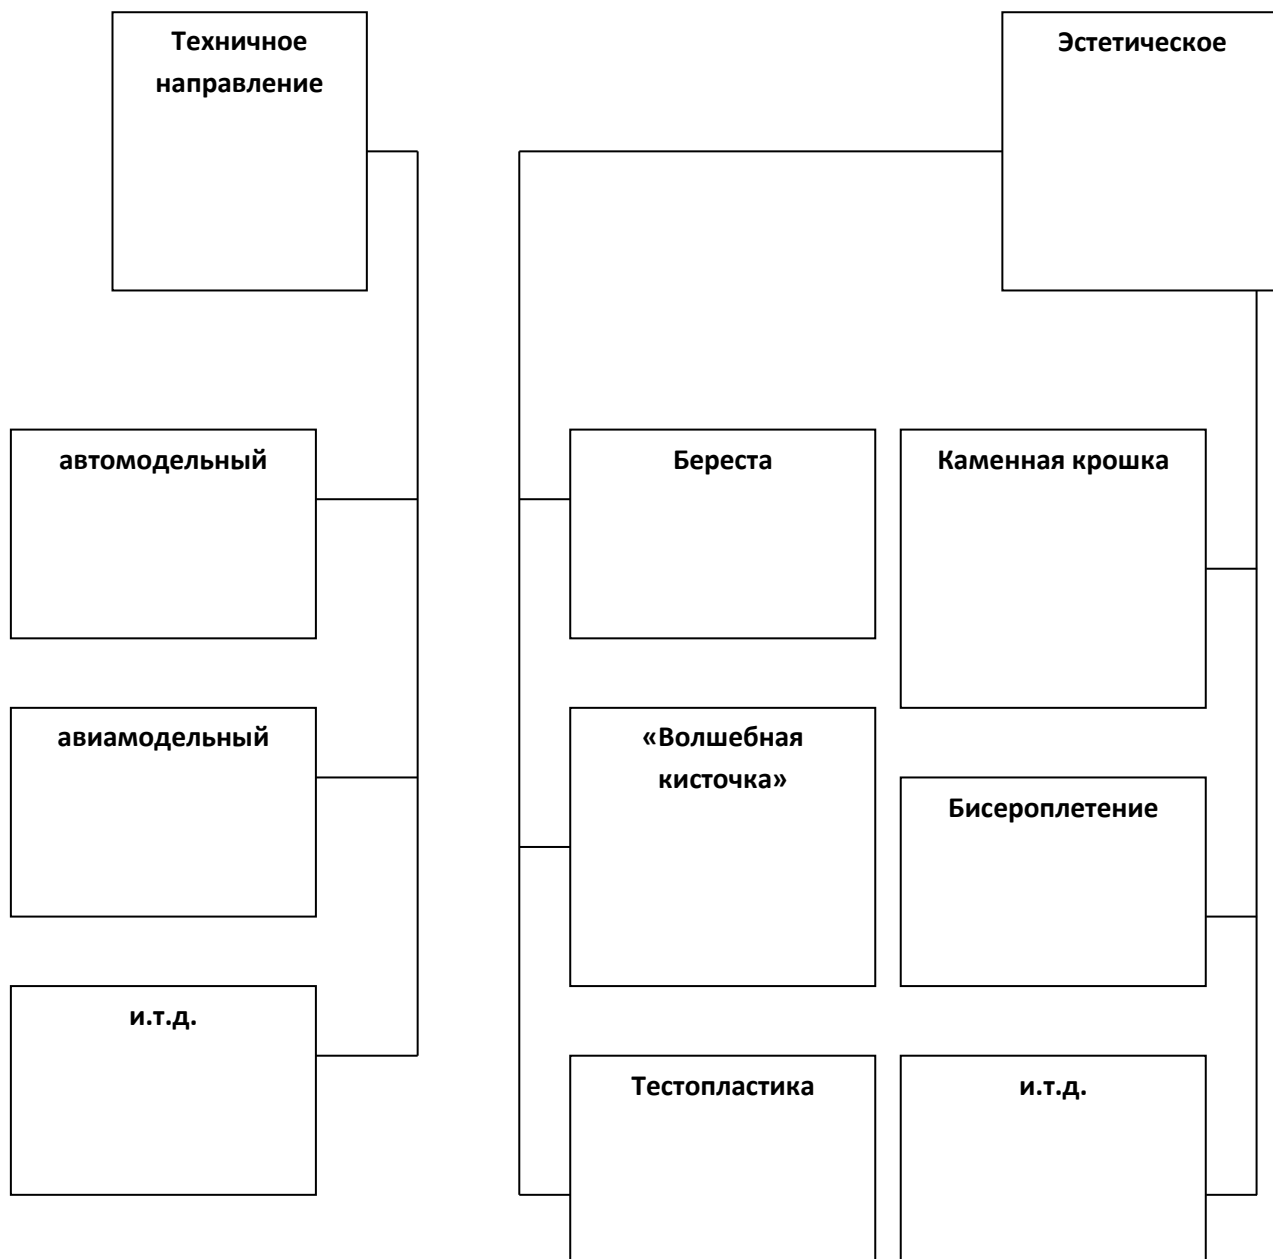 Техничное
направление
Эстетическое
автомодельный
Береста
Каменная крошка
авиамодельный
«Волшебная
кисточка»
Бисероплетение
и.т.д.
Тестопластика
и.т.д.